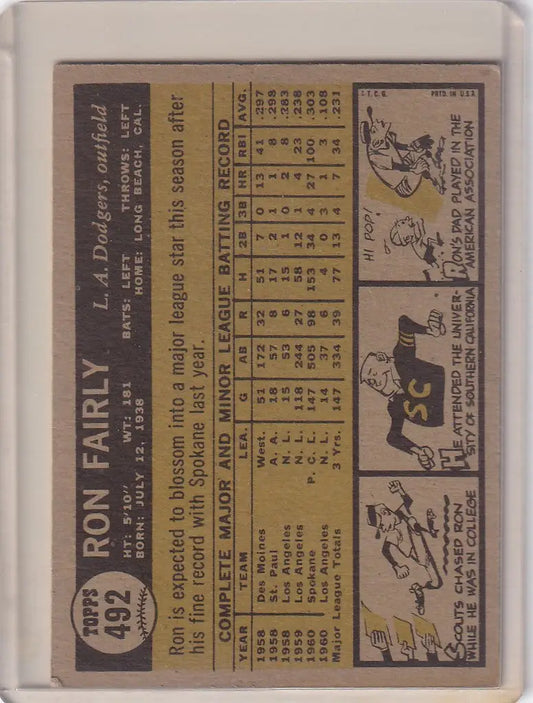 TOPPS
492
RON FAIRLY
L. A. Dodgers, outfield
HT: 5'10" WT: 181 BATS: LEFT THROWS: LEFT
BORN: JULY 12, 1938 HOME: LONG BEACH, CAL.
Ron is expected to blossom into a major league star this season after
his fine record with Spokane last year.
COMPLETE MAJOR AND MINOR LEAGUE BATTING RECORD
YEAR TEAM LEA. G AB R H 2B 3B HR RBI AVG.
1958 Des Moines West. 51 172 32 51 7 0 13 41 .297
1958 St. Paul A. A. 18 57 8 17 2 1 1 8 .298
1958 Los Angeles N. L. 15 53 6 15 1 0 2 8 .283
1959 Los Angeles N. L. 118 244 27 58 12 1 4 23 .238
1960 Spokane P. C. L. 147 505 98 153 34 4 27 100 .303
1960 Los Angeles N. L. 14 37 6 4 0 3 1 3 .108
Major League Totals 3 Yrs. 147 334 39 77 13 4 7 34 .231
SCOUTS CHASED RON
WHILE HE WAS IN COLLEGE
SC
HE ATTENDED THE UNIVER-
SITY OF SOUTHERN CALIFORNIA
T. C. G. PRTD. IN U.S.A.
HI POP!
RON'S DAD PLAYED IN THE
AMERICAN ASSOCIATION